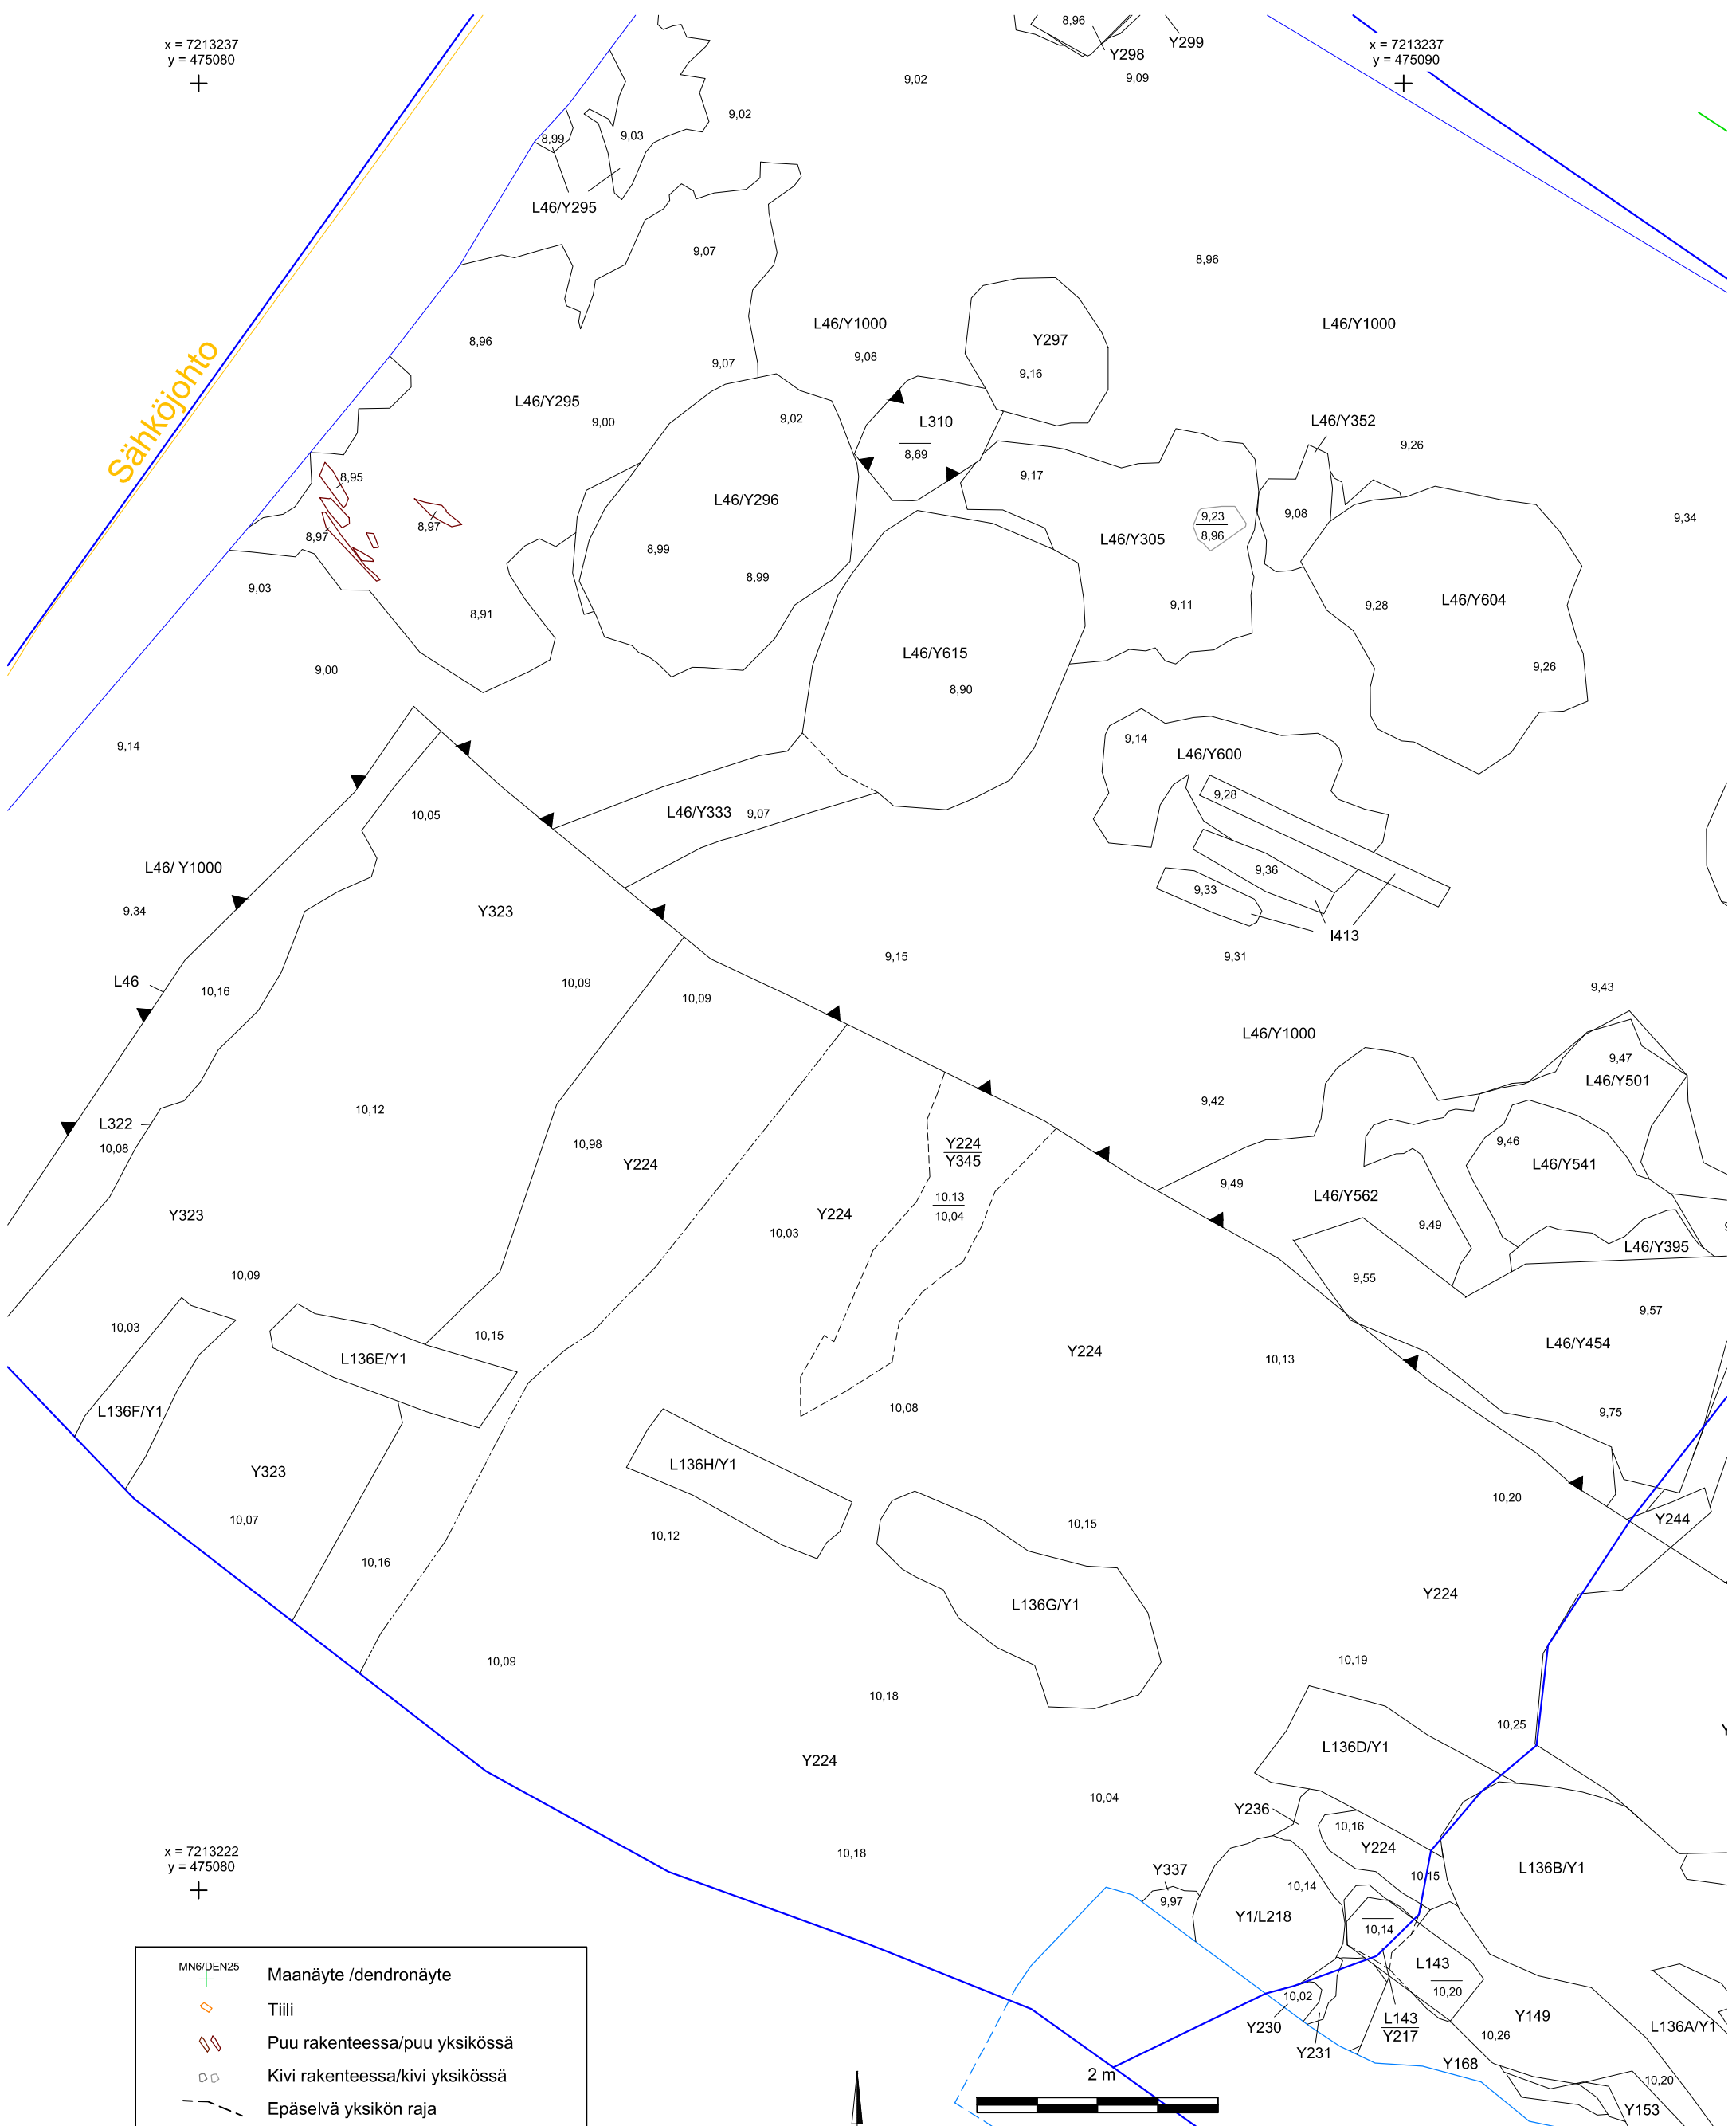 8,96
Y298
Y299
x = 7213237
y = 475080
x = 7213237
y = 475090
9,02
9,09
9,02
8,99
9,03
L46/Y295
9,07
8,96
L46/Y1000
L46/Y1000
8,96
Y297
9,07
9,08
9,16
Sähköjohto
L46/Y295
9,00
9,02
L310
8,69
L46/Y352
9,26
8,95
8,97
8,97
L46/Y296
9,17
9,23
8,96
9,08
9,34
8,99
8,99
L46/Y305
9,03
8,91
9,11
9,28
L46/Y604
9,00
L46/Y615
8,90
9,26
9,14
9,14
L46/Y600
9,28
10,05
L46/Y333
9,07
L46/ Y1000
9,36
9,33
9,34
Y323
I413
9,15
9,31
L46
10,16
10,09
10,09
9,43
L46/Y1000
9,47
L46/Y501
10,12
9,42
L322
10,08
10,98
Y224
Y224
Y345
9,46
L46/Y541
9,49
L46/Y562
10,13
10,04
Y323
Y224
10,03
9,49
L46/Y395
10,09
9,55
9,57
10,03
10,15
L136E/Y1
Y224
10,13
L46/Y454
L136F/Y1
10,08
9,75
Y323
L136H/Y1
10,20
10,07
10,12
10,15
Y244
10,16
L136G/Y1
Y224
10,09
10,19
10,18
10,25
L136D/Y1
Y224
10,04
Y236
10,16
Y224
x = 7213222
y = 475080
10,18
Y337
9,97
10,14
10,15
L136B/Y1
Y1/L218
10,14
L143
10,20
10,02
Y230
Y231
L143
Y217
Y149
10,26
L136A/Y1
Y168
10,20
Y153
MN6/DEN25
Maanäyte /dendronäyte
Tiili
Puu rakenteessa/puu yksikössä
Kivi rakenteessa/kivi yksikössä
Epäselvä yksikön raja
2 m